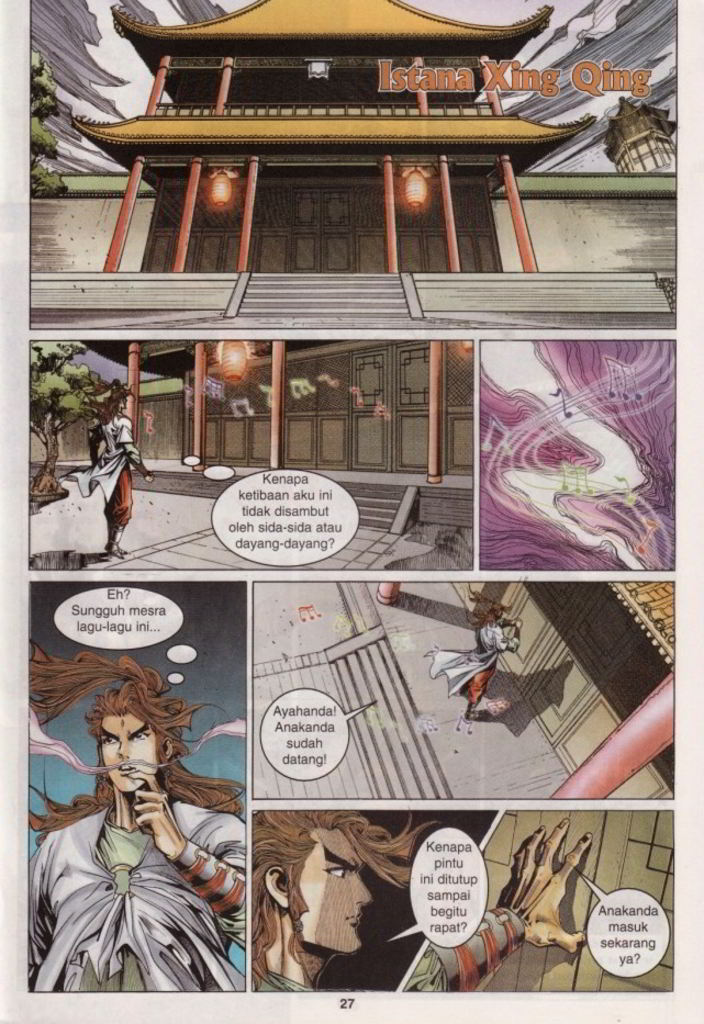 Istana Xing Qing
Kenapa
ketibaan aku ini
tidak disambut
oleh sida-sida atau
dayang-dayang?
Eh?
Sungguh mesra
lagu-lagu ini...
Ayahanda!
Anakanda
sudah
datang!
Kenapa
pintu
ini ditutup
sampai
begitu
rapat?
Anakanda
masuk
sekarang
ya?
27